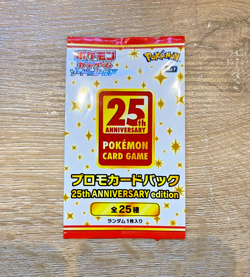 ポケモン
カードゲーム
ソード&シールド
Pokémon
25th
ANNIVERSARY
POKÉMON
CARD GAME
プロモカードパック
25th ANNIVERSARY edition
全25種
ランダム1枚入り